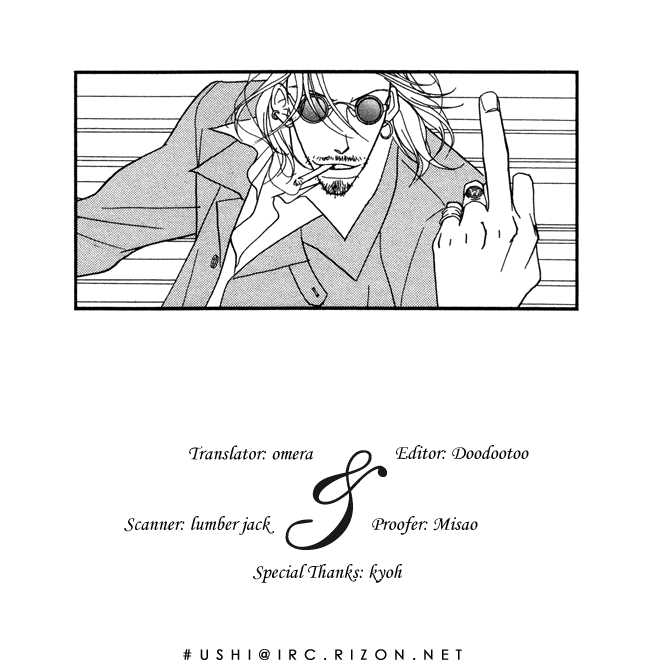 Translator: omera
Editor: Doodootoo
&
Scanner: lumber jack
Proofer: Misao
Special Thanks: kyoh
#USHI@IRC.RIZON.NET